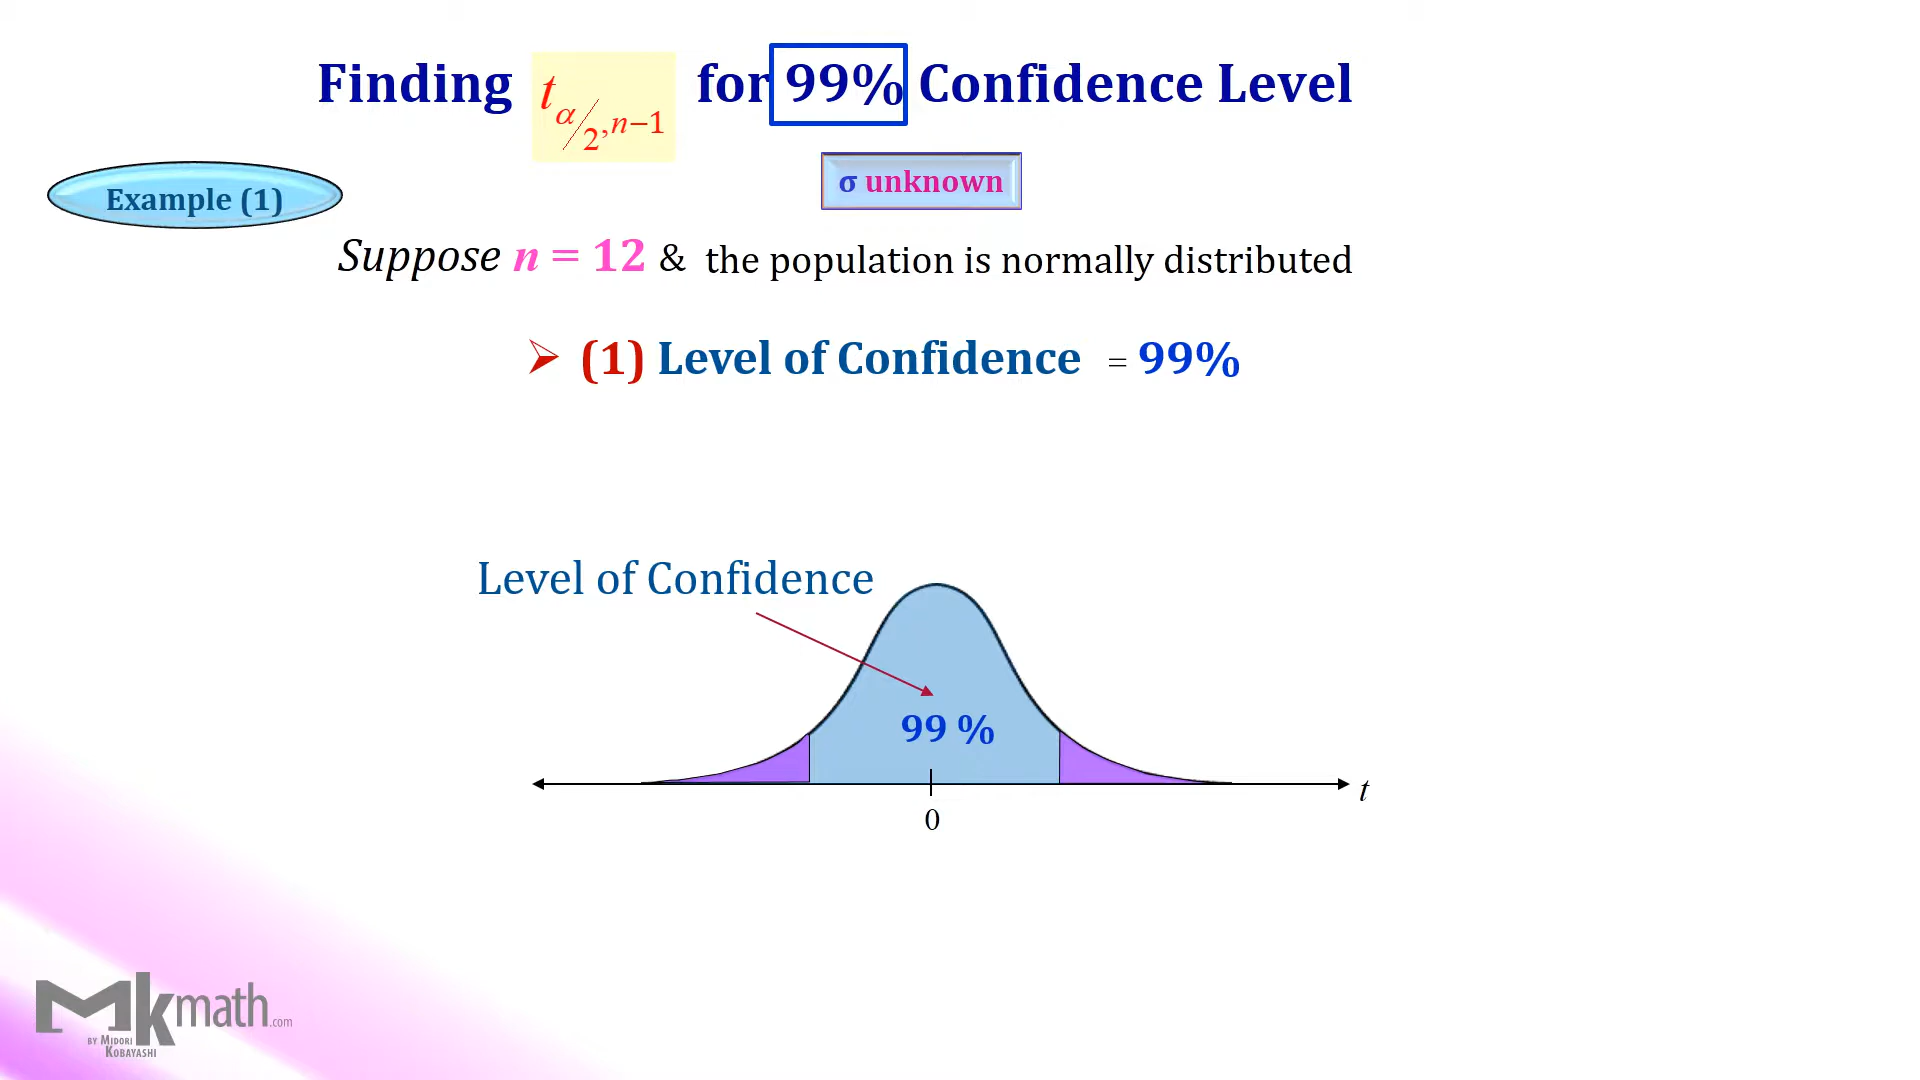 Finding t α/2,n−1 for 99% Confidence Level
σ unknown
Example (1)
Suppose n = 12 & the population is normally distributed
➢ (1) Level of Confidence = 99%
Level of Confidence
99 %
t
0
Mkmath.com
BY MIDORI
KOBAYASHI